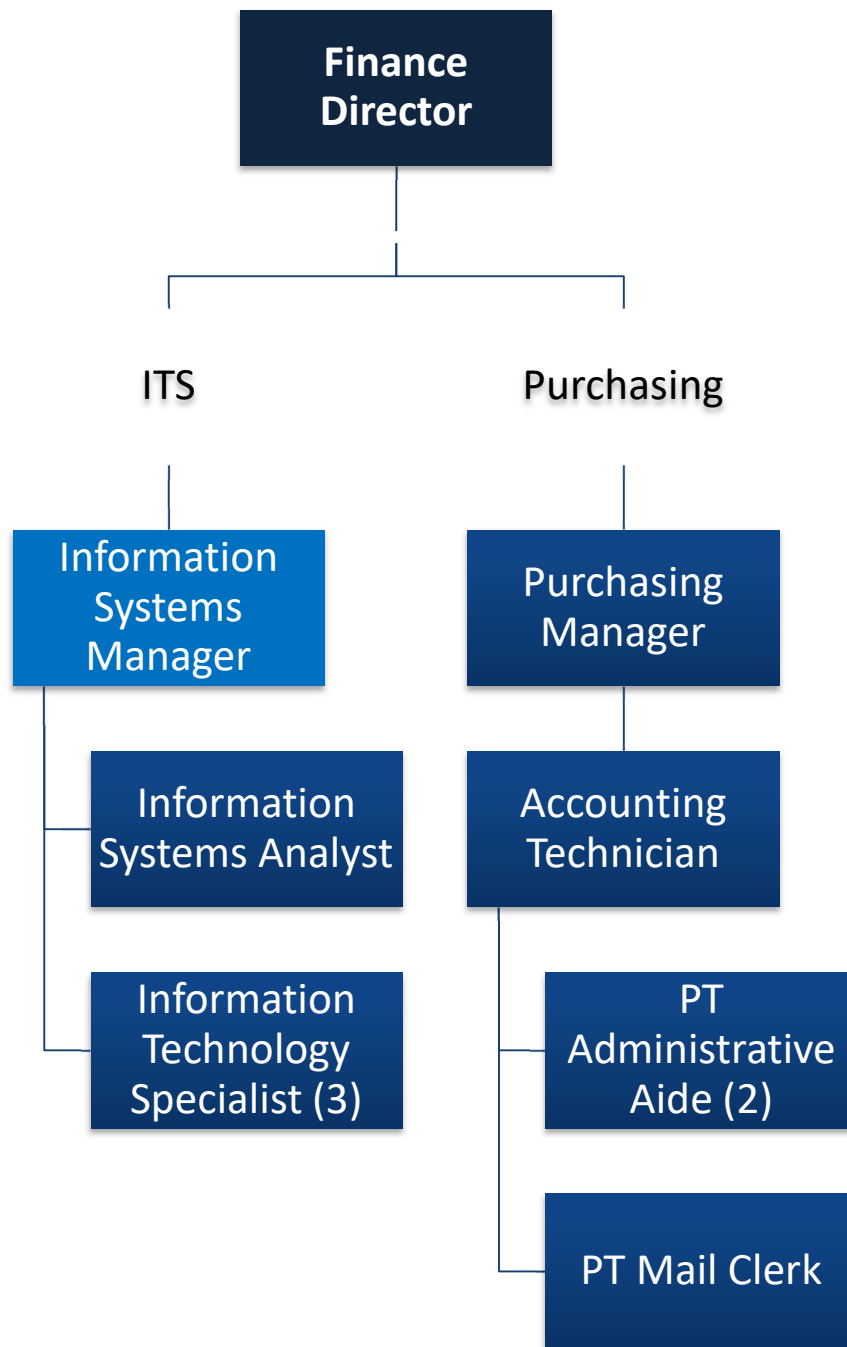 Finance
Director
ITS
Purchasing
Information
Systems
Manager
Purchasing
Manager
Information
Systems Analyst
Accounting
Technician
Information
Technology
Specialist (3)
PT
Administrative
Aide (2)
PT Mail Clerk